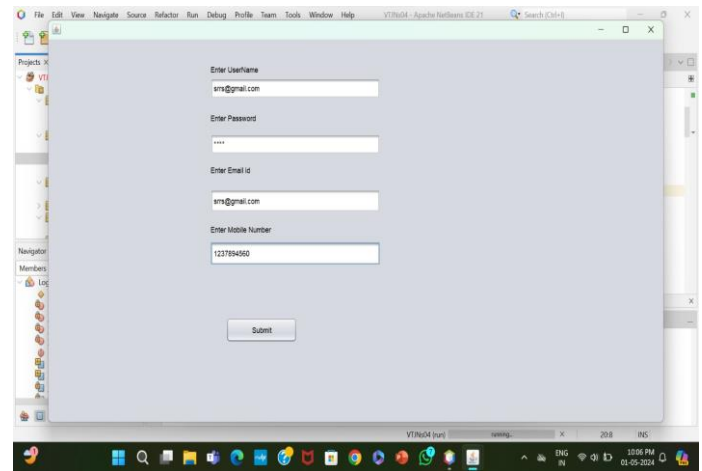 File Edit View Navigate Source Refactor Run Debug Profile Team Tools Window Help VTJNs04 - Apache NetBeans IDE 21 Search (Ctrl+I)
Projects
Enter UserName
srrs@gmail.com
Enter Password
****
Enter Email id
srrs@gmail.com
Enter Mobile Number
1237894560
Navigator
Members
Submit
VTJNs04 (run) running... 20:8 INS
ENG
IN
10:06 PM
01-05-2024